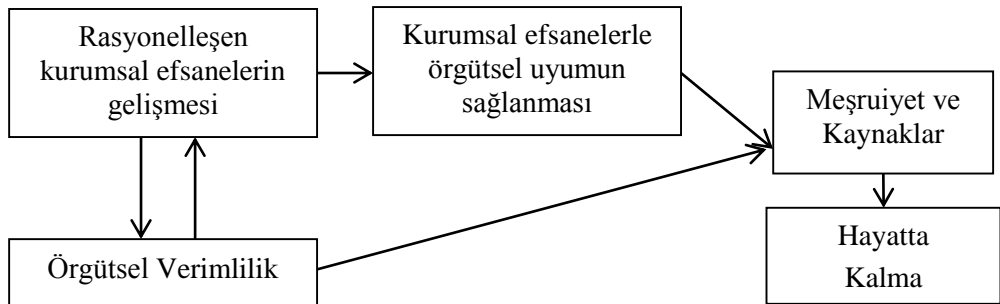 Rasyonelleşen
kurumsal efsanelerin
gelişmesi
Kurumsal efsanelerle
örgütsel uyumun
sağlanması
Meşruiyet ve
Kaynaklar
Örgütsel Verimlilik
Hayatta
Kalma